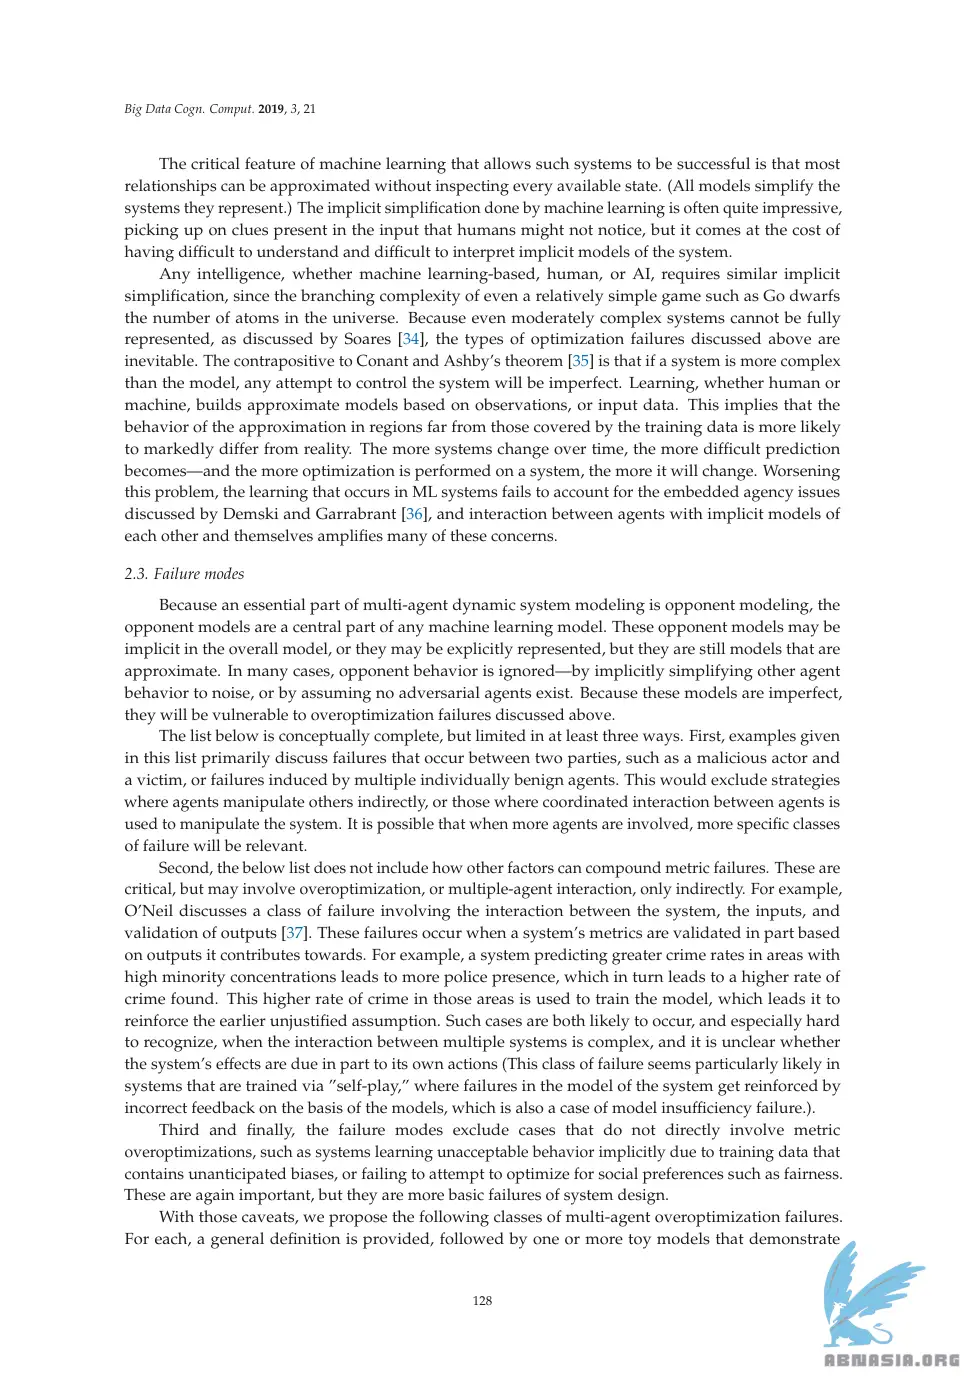 Big Data Cogn. Comput. 2019, 3, 21
The critical feature of machine learning that allows such systems to be successful is that most
relationships can be approximated without inspecting every available state. (All models simplify the
systems they represent.) The implicit simplification done by machine learning is often quite impressive,
picking up on clues present in the input that humans might not notice, but it comes at the cost of
having difficult to understand and difficult to interpret implicit models of the system.
Any intelligence, whether machine learning-based, human, or AI, requires similar implicit
simplification, since the branching complexity of even a relatively simple game such as Go dwarfs
the number of atoms in the universe. Because even moderately complex systems cannot be fully
represented, as discussed by Soares [34], the types of optimization failures discussed above are
inevitable. The contrapositive to Conant and Ashby’s theorem [35] is that if a system is more complex
than the model, any attempt to control the system will be imperfect. Learning, whether human or
machine, builds approximate models based on observations, or input data. This implies that the
behavior of the approximation in regions far from those covered by the training data is more likely
to markedly differ from reality. The more systems change over time, the more difficult prediction
becomes—and the more optimization is performed on a system, the more it will change. Worsening
this problem, the learning that occurs in ML systems fails to account for the embedded agency issues
discussed by Demski and Garrabrant [36], and interaction between agents with implicit models of
each other and themselves amplifies many of these concerns.
2.3. Failure modes
Because an essential part of multi-agent dynamic system modeling is opponent modeling, the
opponent models are a central part of any machine learning model. These opponent models may be
implicit in the overall model, or they may be explicitly represented, but they are still models that are
approximate. In many cases, opponent behavior is ignored—by implicitly simplifying other agent
behavior to noise, or by assuming no adversarial agents exist. Because these models are imperfect,
they will be vulnerable to overoptimization failures discussed above.
The list below is conceptually complete, but limited in at least three ways. First, examples given
in this list primarily discuss failures that occur between two parties, such as a malicious actor and
a victim, or failures induced by multiple individually benign agents. This would exclude strategies
where agents manipulate others indirectly, or those where coordinated interaction between agents is
used to manipulate the system. It is possible that when more agents are involved, more specific classes
of failure will be relevant.
Second, the below list does not include how other factors can compound metric failures. These are
critical, but may involve overoptimization, or multiple-agent interaction, only indirectly. For example,
O’Neil discusses a class of failure involving the interaction between the system, the inputs, and
validation of outputs [37]. These failures occur when a system’s metrics are validated in part based
on outputs it contributes towards. For example, a system predicting greater crime rates in areas with
high minority concentrations leads to more police presence, which in turn leads to a higher rate of
crime found. This higher rate of crime in those areas is used to train the model, which leads it to
reinforce the earlier unjustified assumption. Such cases are both likely to occur, and especially hard
to recognize, when the interaction between multiple systems is complex, and it is unclear whether
the system’s effects are due in part to its own actions (This class of failure seems particularly likely in
systems that are trained via ”self-play,” where failures in the model of the system get reinforced by
incorrect feedback on the basis of the models, which is also a case of model insufficiency failure.).
Third and finally, the failure modes exclude cases that do not directly involve metric
overoptimizations, such as systems learning unacceptable behavior implicitly due to training data that
contains unanticipated biases, or failing to attempt to optimize for social preferences such as fairness.
These are again important, but they are more basic failures of system design.
With those caveats, we propose the following classes of multi-agent overoptimization failures.
For each, a general definition is provided, followed by one or more toy models that demonstrate
128
ABNASIA.ORG